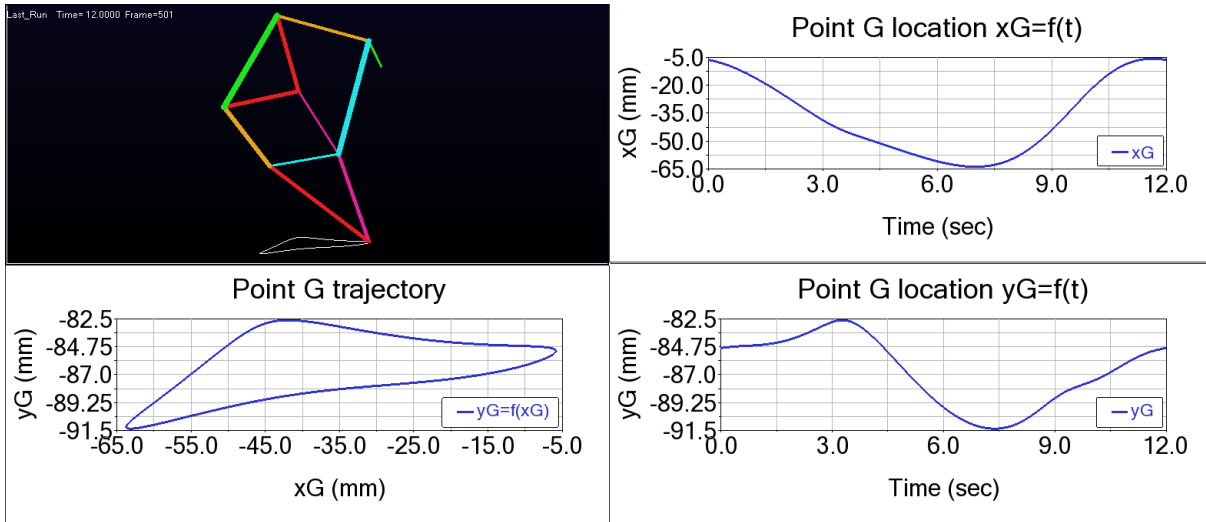 Last_Run Time= 12.0000 Frame=501
Point G location xG=f(t)
xG (mm)
-5.0
-20.0
-35.0
-50.0
-65.0
xG
0.0 3.0 6.0 9.0 12.0
Time (sec)
Point G trajectory
yG (mm)
-82.5
-84.75
-87.0
-89.25
-91.5
yG=f(xG)
-65.0 -55.0 -45.0 -35.0 -25.0 -15.0 -5.0
xG (mm)
Point G location yG=f(t)
yG (mm)
-82.5
-84.75
-87.0
-89.25
-91.5
yG
0.0 3.0 6.0 9.0 12.0
Time (sec)